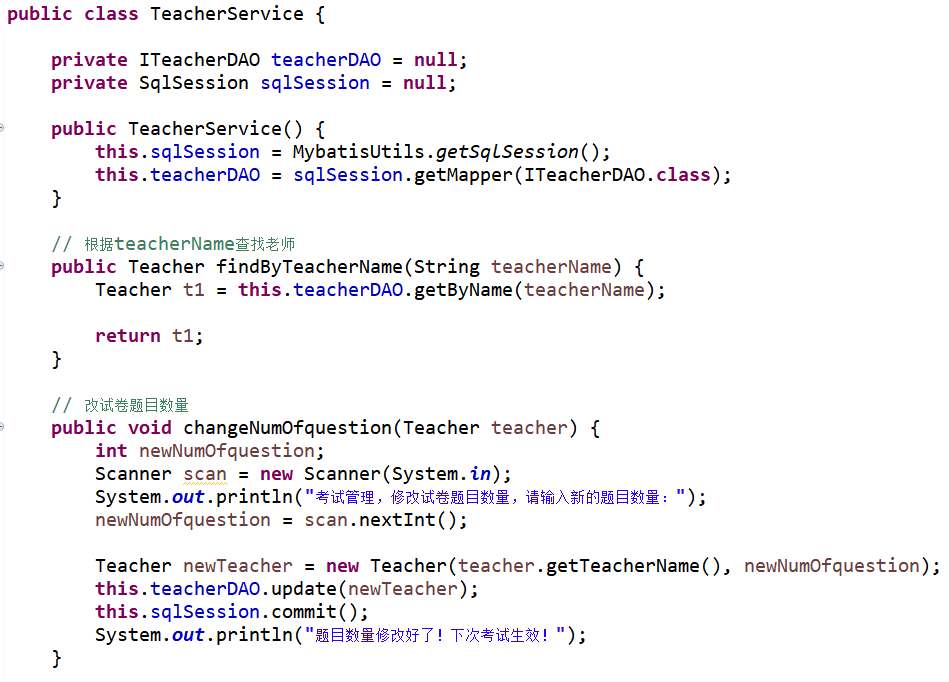 public class TeacherService {
private ITeacherDAO teacherDAO = null;
private SqlSession sqlSession = null;
public TeacherService() {
this.sqlSession = MybatisUtils.getSqlSession();
this.teacherDAO = sqlSession.getMapper(ITeacherDAO.class);
}
// 根据teacherName查找老师
public Teacher findByTeacherName(String teacherName) {
Teacher t1 = this.teacherDAO.getByName(teacherName);
return t1;
}
// 改试卷题目数量
public void changeNumOfquestion(Teacher teacher) {
int newNumOfquestion;
Scanner scan = new Scanner(System.in);
System.out.println("考试管理，修改试卷题目数量，请输入新的题目数量：");
newNumOfquestion = scan.nextInt();
Teacher newTeacher = new Teacher(teacher.getTeacherName(), newNumOfquestion);
this.teacherDAO.update(newTeacher);
this.sqlSession.commit();
System.out.println("题目数量修改好了！下次考试生效！");
}